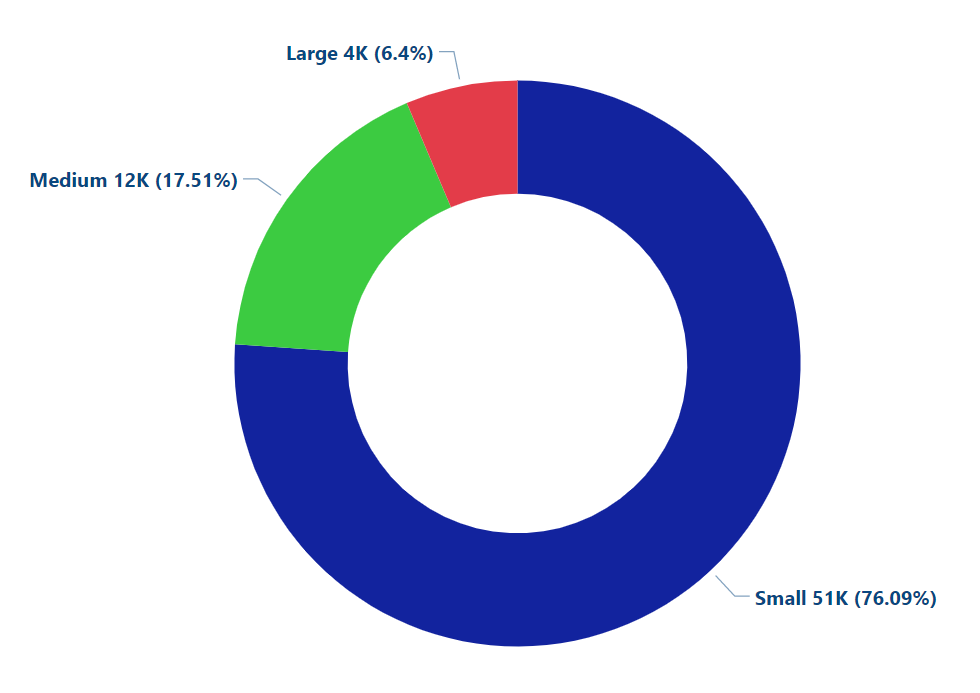 Large 4K (6.4%)
Medium 12K (17.51%)
Small 51K (76.09%)